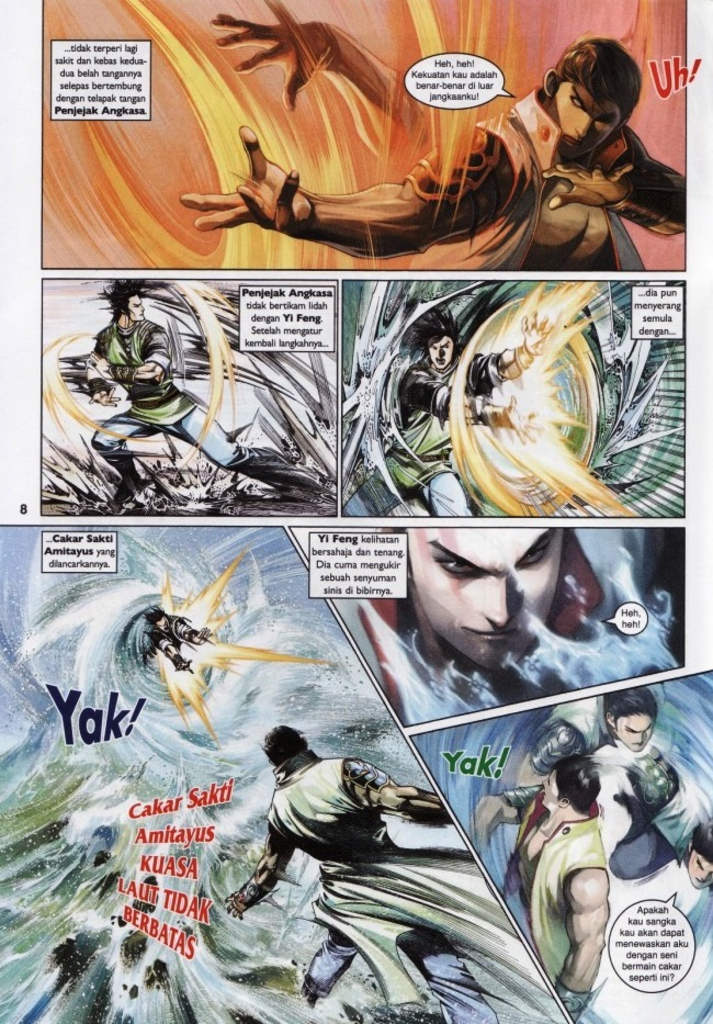 ...tidak terperi lagi
sakit dan kebas kedua-
dua belah tangannya
selepas bertembung
dengan telapak tangan
Penjejak Angkasa.
Heh, heh!
Kekuatan kau adalah
benar-benar di luar
jangkaanku!
Uh!
Penjejak Angkasa
tidak bertikam lidah
dengan Yi Feng.
Setelah mengatur
kembali langkahnya...
...dia pun
menyerang
semula
dengan...
8
...Cakar Sakti
Amitayus yang
dilancarkannya.
Yi Feng kelihatan
bersahaja dan tenang.
Dia cuma mengukir
sebuah senyuman
sinis di bibirnya.
Heh,
heh!
Yak!
Cakar Sakti
Amitayus
KUASA
LAUT TIDAK
BERBATAS
Yak!
Apakah
kau sangka
kau akan dapat
menewaskan aku
dengan seni
bermain cakar
seperti ini?